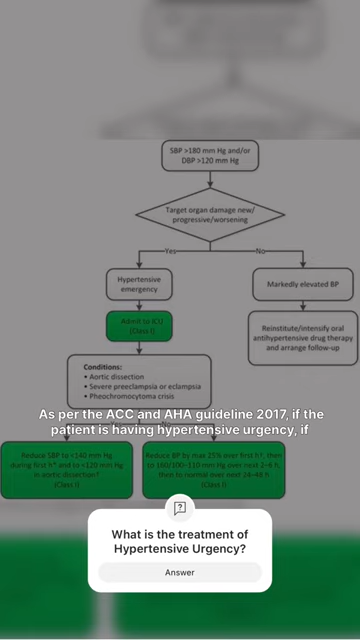 SBP >180 mm Hg and/or
DBP >120 mm Hg
Target organ damage new/
progressive/worsening
Yes
No
Hypertensive
emergency
Markedly elevated BP
Admit to ICU
(Class I)
Reinstitute/intensify oral
antihypertensive drug therapy
and arrange follow-up
Conditions:
• Aortic dissection
• Severe preeclampsia or eclampsia
• Pheochromocytoma crisis
As per the ACC and AHA guideline 2017, if the
patient is having hypertensive urgency, if
Yes
No
Reduce SBP to <140 mm Hg
during first h* and to <120 mm Hg
in aortic dissection†
(Class I)
Reduce BP by max 25% over first h†, then
to 160/100–110 mm Hg over next 2–6 h,
then to normal over next 24–48 h
(Class I)
What is the treatment of
Hypertensive Urgency?
Answer